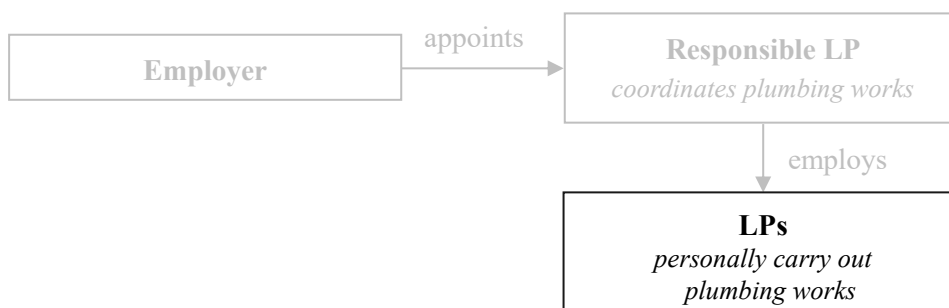 appoints
Employer
Responsible LP
coordinates plumbing works
employs
LPs
personally carry out
plumbing works